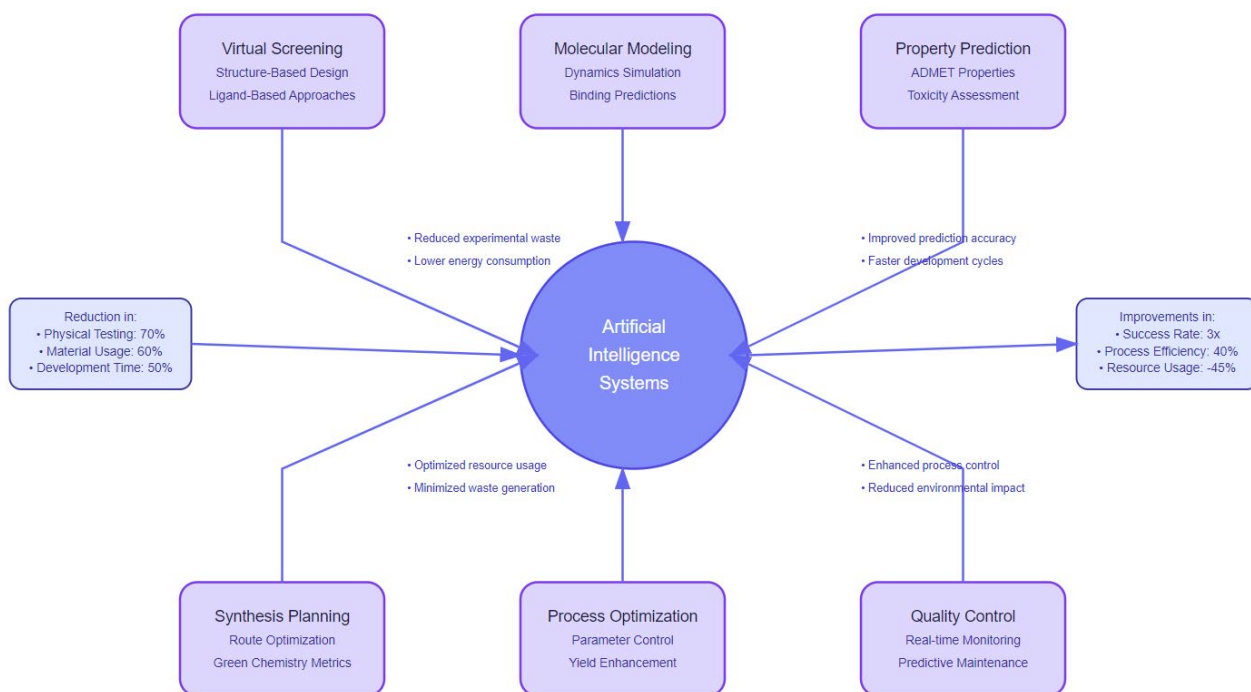 Virtual Screening
Structure-Based Design
Ligand-Based Approaches
Molecular Modeling
Dynamics Simulation
Binding Predictions
Property Prediction
ADMET Properties
Toxicity Assessment
• Reduced experimental waste
• Lower energy consumption
• Improved prediction accuracy
• Faster development cycles
Reduction in:
• Physical Testing: 70%
• Material Usage: 60%
• Development Time: 50%
Artificial
Intelligence
Systems
Improvements in:
• Success Rate: 3x
• Process Efficiency: 40%
• Resource Usage: -45%
• Optimized resource usage
• Minimized waste generation
• Enhanced process control
• Reduced environmental impact
Synthesis Planning
Route Optimization
Green Chemistry Metrics
Process Optimization
Parameter Control
Yield Enhancement
Quality Control
Real-time Monitoring
Predictive Maintenance